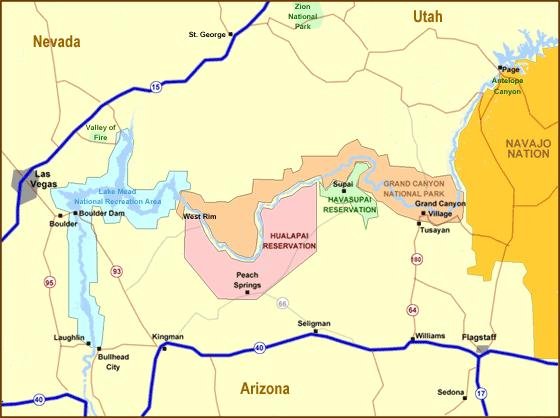 Zion
National
Park
Utah
St. George
Nevada
Page
Antelope
Canyon
15
Valley of
Fire
NAVAJO
NATION
Las
Vegas
Lake Mead
National Recreation Area
Supai
GRAND CANYON
NATIONAL PARK
HAVASUPAI
RESERVATION
Grand Canyon
Village
West Rim
Boulder Dam
Boulder
Tusayan
HUALAPAI
RESERVATION
180
93
95
Peach
Springs
66
64
Seligman
Laughlin
Kingman
Williams
Flagstaff
40
Bullhead
City
Arizona
Sedona
17
40